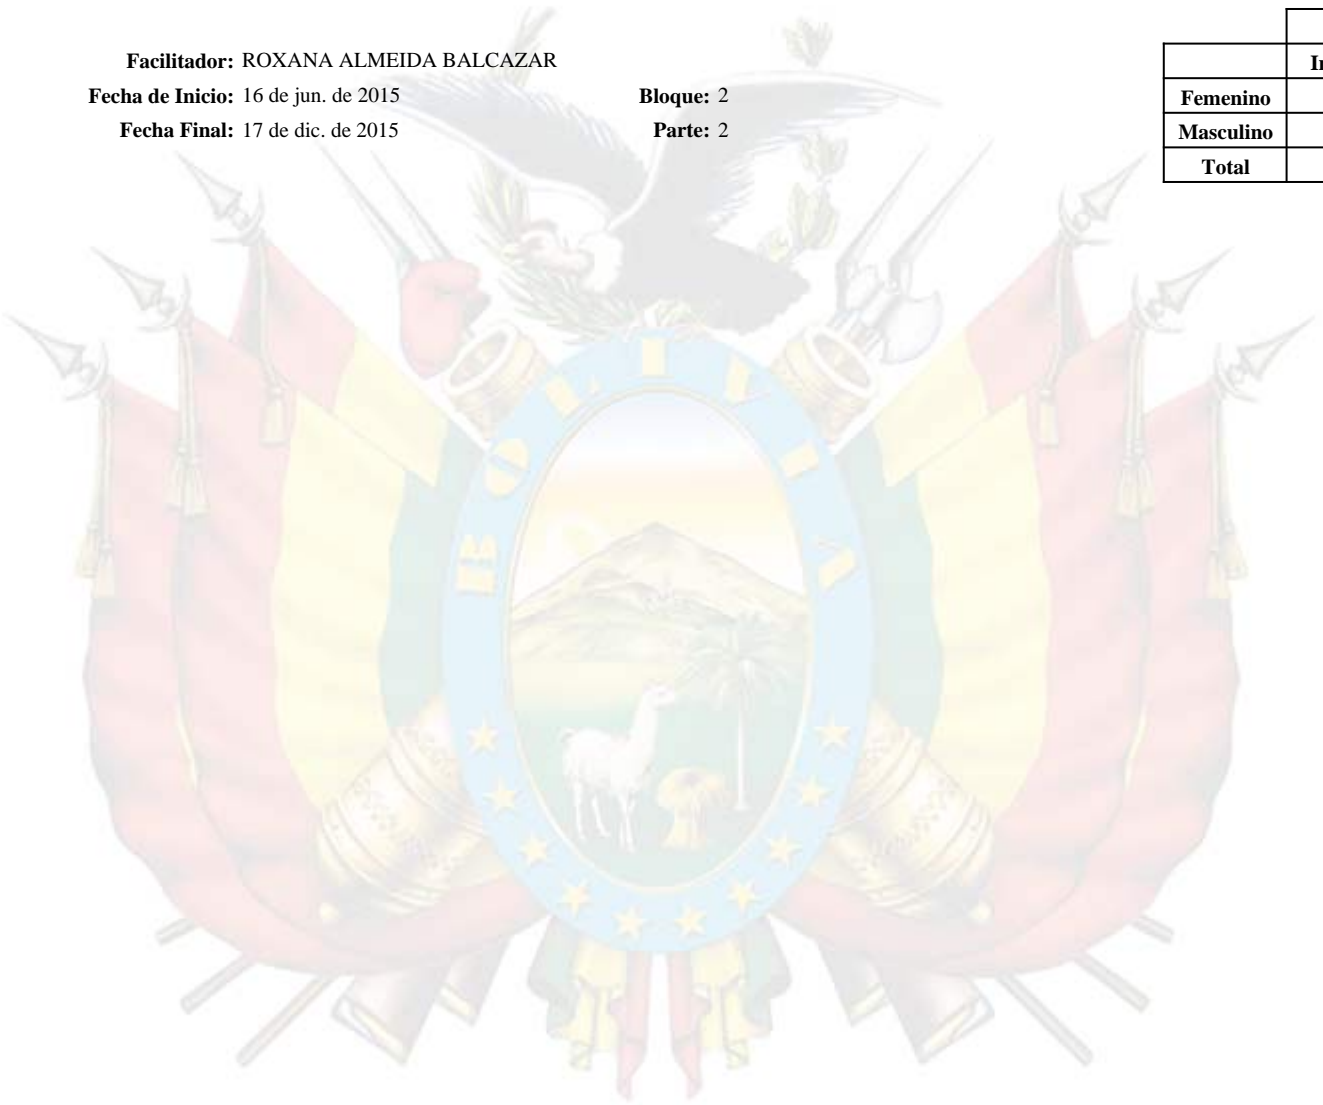 Facilitador: ROXANA ALMEIDA BALCAZAR
Fecha de Inicio: 16 de jun. de 2015 Bloque: 2
Fecha Final: 17 de dic. de 2015 Parte: 2
Femenino
Masculino
Total
BOLIVIA